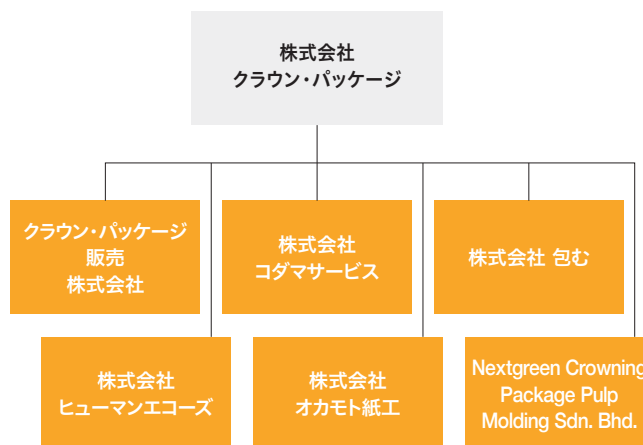 株式会社
クラウン・パッケージ
クラウン・パッケージ
販売
株式会社
株式会社
コダマサービス
株式会社 包む
株式会社
ヒューマンエコーズ
株式会社
オカモト紙工
Nextgreen Crowning
Package Pulp
Molding Sdn. Bhd.